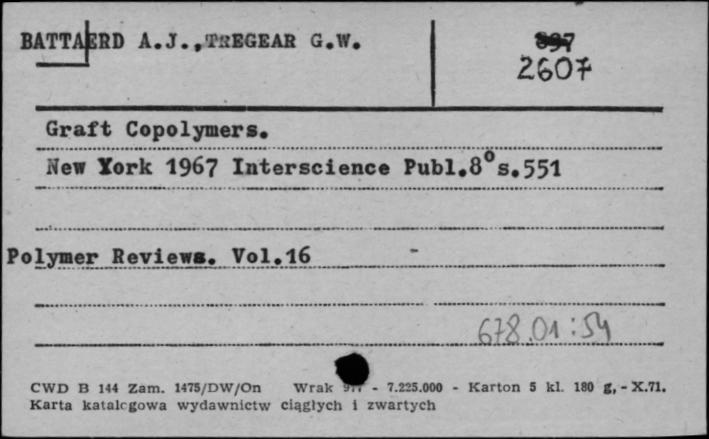 BATTAERD A.J.,TREGEAR G.W.
897
2607
Graft Copolymers.
New York 1967 Interscience Publ.8° s.551
Polymer Reviews. Vol.16
678.01:54
CWD B 144 Zam. 1475/DW/On Wrak - 7.225.000 - Karton 5 kl. 180 g, - X.71.
Karta katalogowa wydawnictw ciągłych i zwartych